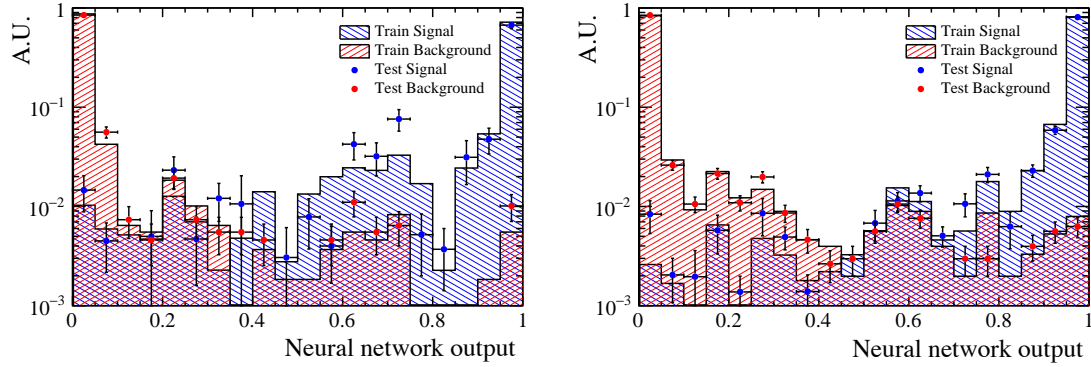 A.U.
1
10⁻¹
10⁻²
10⁻³
Train Signal
Train Background
Test Signal
Test Background
0 0.2 0.4 0.6 0.8 1
Neural network output
A.U.
1
10⁻¹
10⁻²
10⁻³
Train Signal
Train Background
Test Signal
Test Background
0 0.2 0.4 0.6 0.8 1
Neural network output